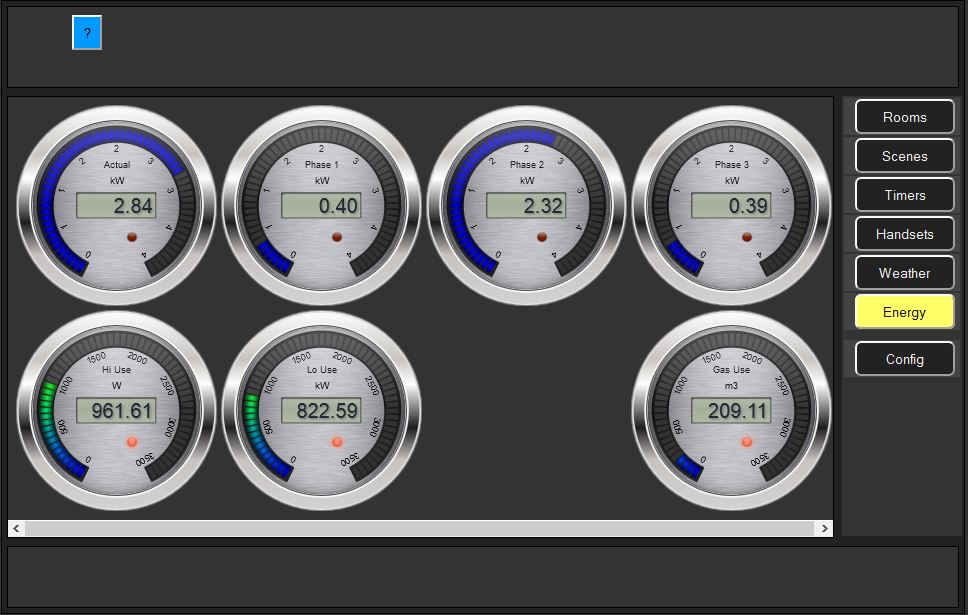 ?
0 1 1 2 2 3 3 4 4
Actual
kW
2.84
0 1 1 2 2 3 3 4 4
Phase 1
kW
0.40
0 1 1 2 2 3 3 4 4
Phase 2
kW
2.32
0 1 1 2 2 3 3 4 4
Phase 3
kW
0.39
0 500 1000 1500 2000 2500 3000 3500
Hi Use
W
961.61
0 500 1000 1500 2000 2500 3000 3500
Lo Use
kW
822.59
0 500 1000 1500 2000 2500 3000 3500
Gas Use
m3
209.11
Rooms
Scenes
Timers
Handsets
Weather
Energy
Config